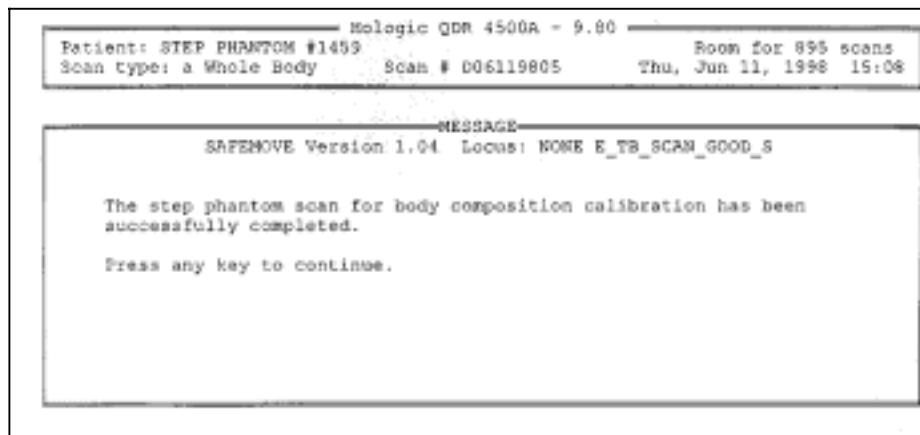 Hologic QDR 4500A - 9.80
Patient: STEP PHANTOM #1459 Room for 895 scans
Scan type: a Whole Body Scan # D06119805 Thu, Jun 11, 1998 15:08
MESSAGE
SAFEMOVE Version 1.04 Locus: NONE E_TB_SCAN_GOOD_S
The step phantom scan for body composition calibration has been
successfully completed.
Press any key to continue.